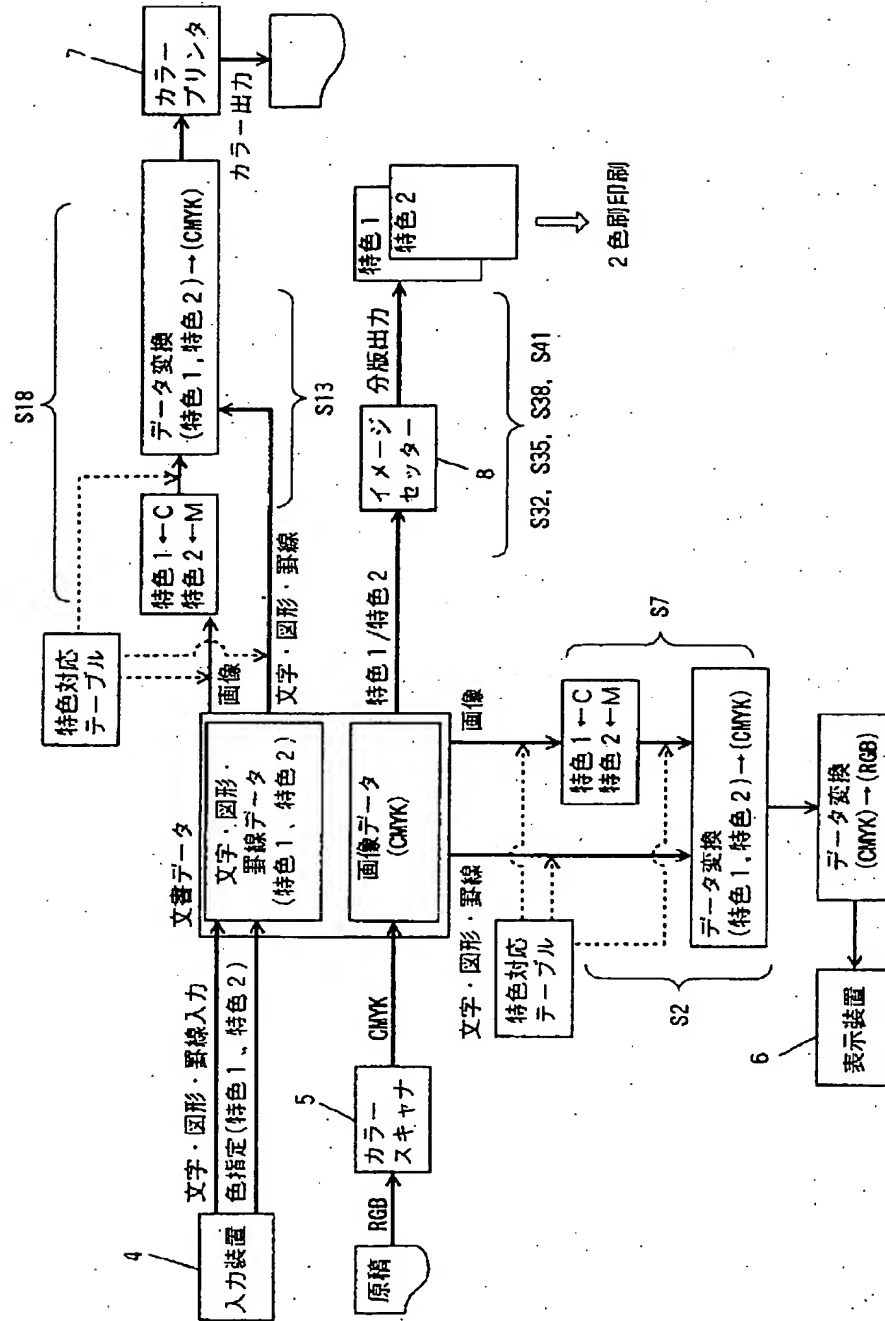 4
入力装置
文字・図形・罫線入力
色指定(特色1、特色2)
原稿
RGB
5
カラー
スキャナ
CMYK
文書データ
文字・図形・
罫線データ
(特色1、特色2)
画像データ
(CMYK)
特色対応
テーブル
画像
文字・図形・罫線
特色1←C
特色2←M
S18
データ変換
(特色1,特色2)→(CMYK)
S13
7
カラー
プリンタ
カラー出力
特色1/特色2
イメージ
セッター
8
分版出力
S32, S35, S38, S41
特色1
特色2
2色刷印刷
文字・図形・罫線
画像
特色対応
テーブル
特色1←C
特色2←M
S7
データ変換
(特色1,特色2)→(CMYK)
S2
データ変換
(CMYK)→(RGB)
6
表示装置